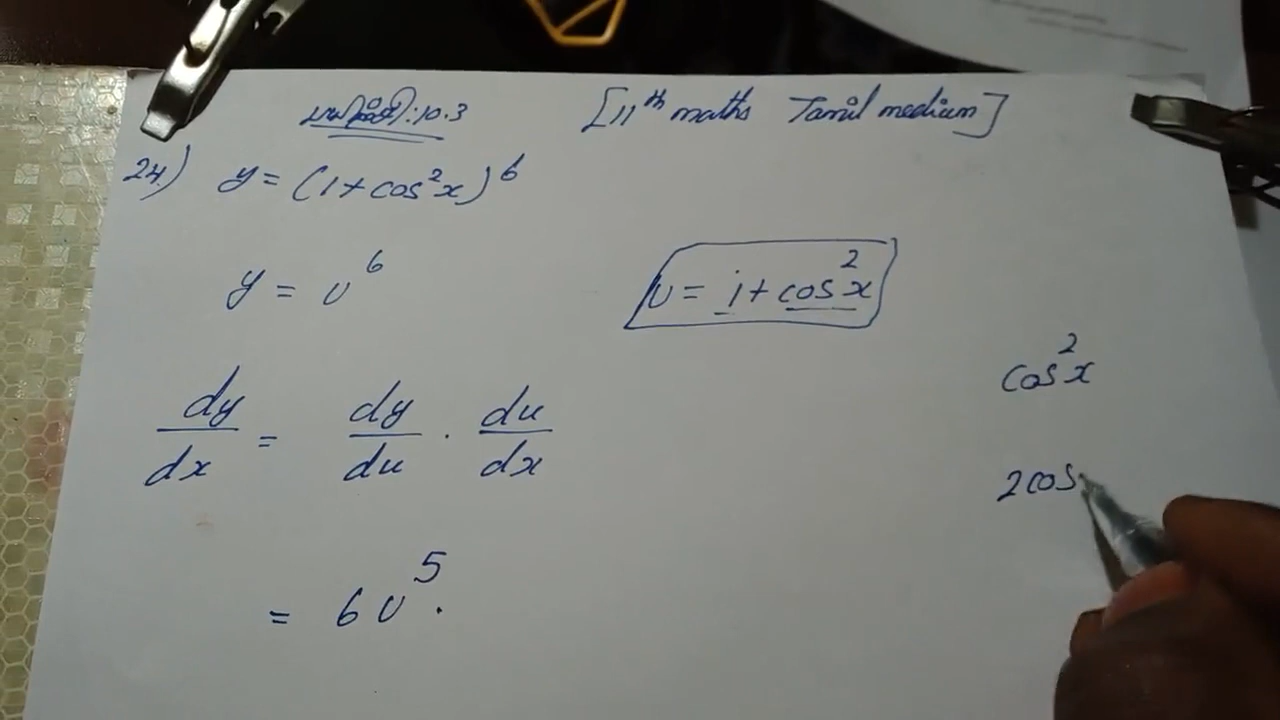 பயிற்சி : 10.3 [11th maths Tamil medium]
24.) y = (1 + cos²x)⁶
y = u⁶
u = 1 + cos²x
cos²x
dy/dx = dy/du . du/dx
2cos
= 6u⁵.